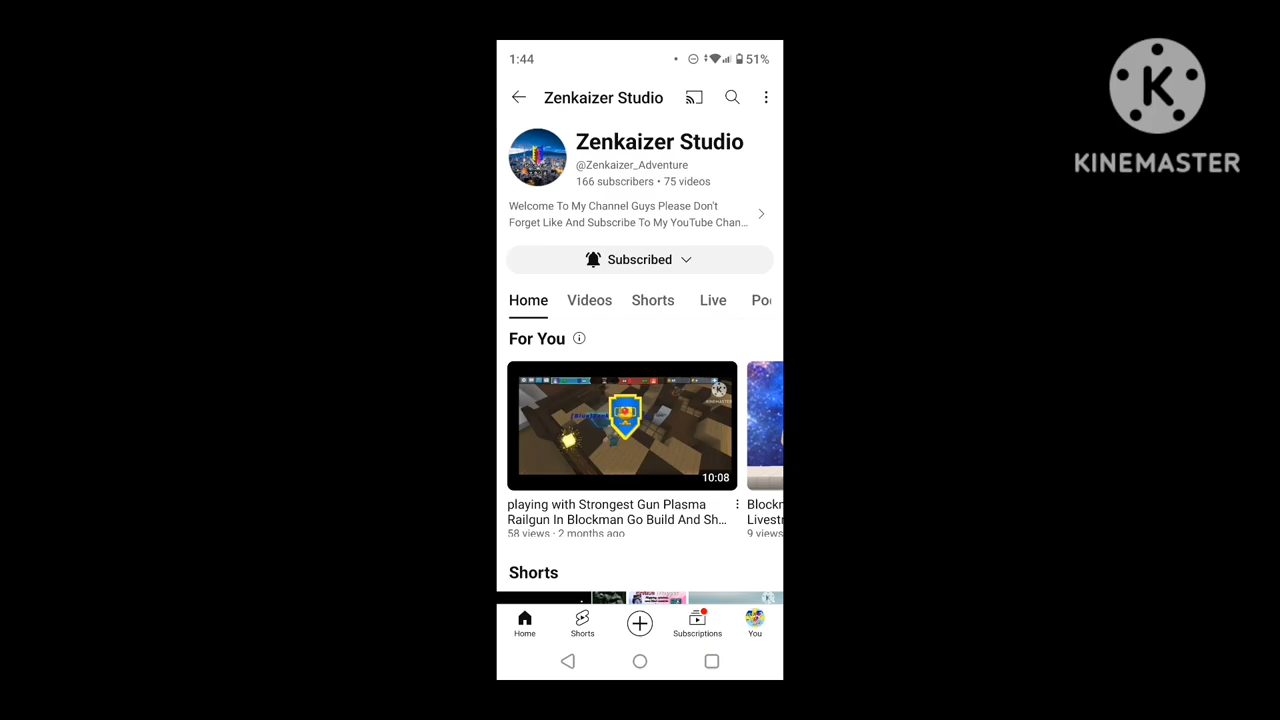 1:44
51%
KINEMASTER
Zenkaizer Studio
Zenkaizer Studio
@Zenkaizer_Adventure
166 subscribers • 75 videos
Welcome To My Channel Guys Please Don't
Forget Like And Subscribe To My YouTube Chan...
Subscribed
Home Videos Shorts Live
For You
KINEMASTER
10:08
playing with Strongest Gun Plasma
Railgun In Blockman Go Build And Sh...
58 views · 2 months ago
9 views
Shorts
Home Shorts Subscriptions You